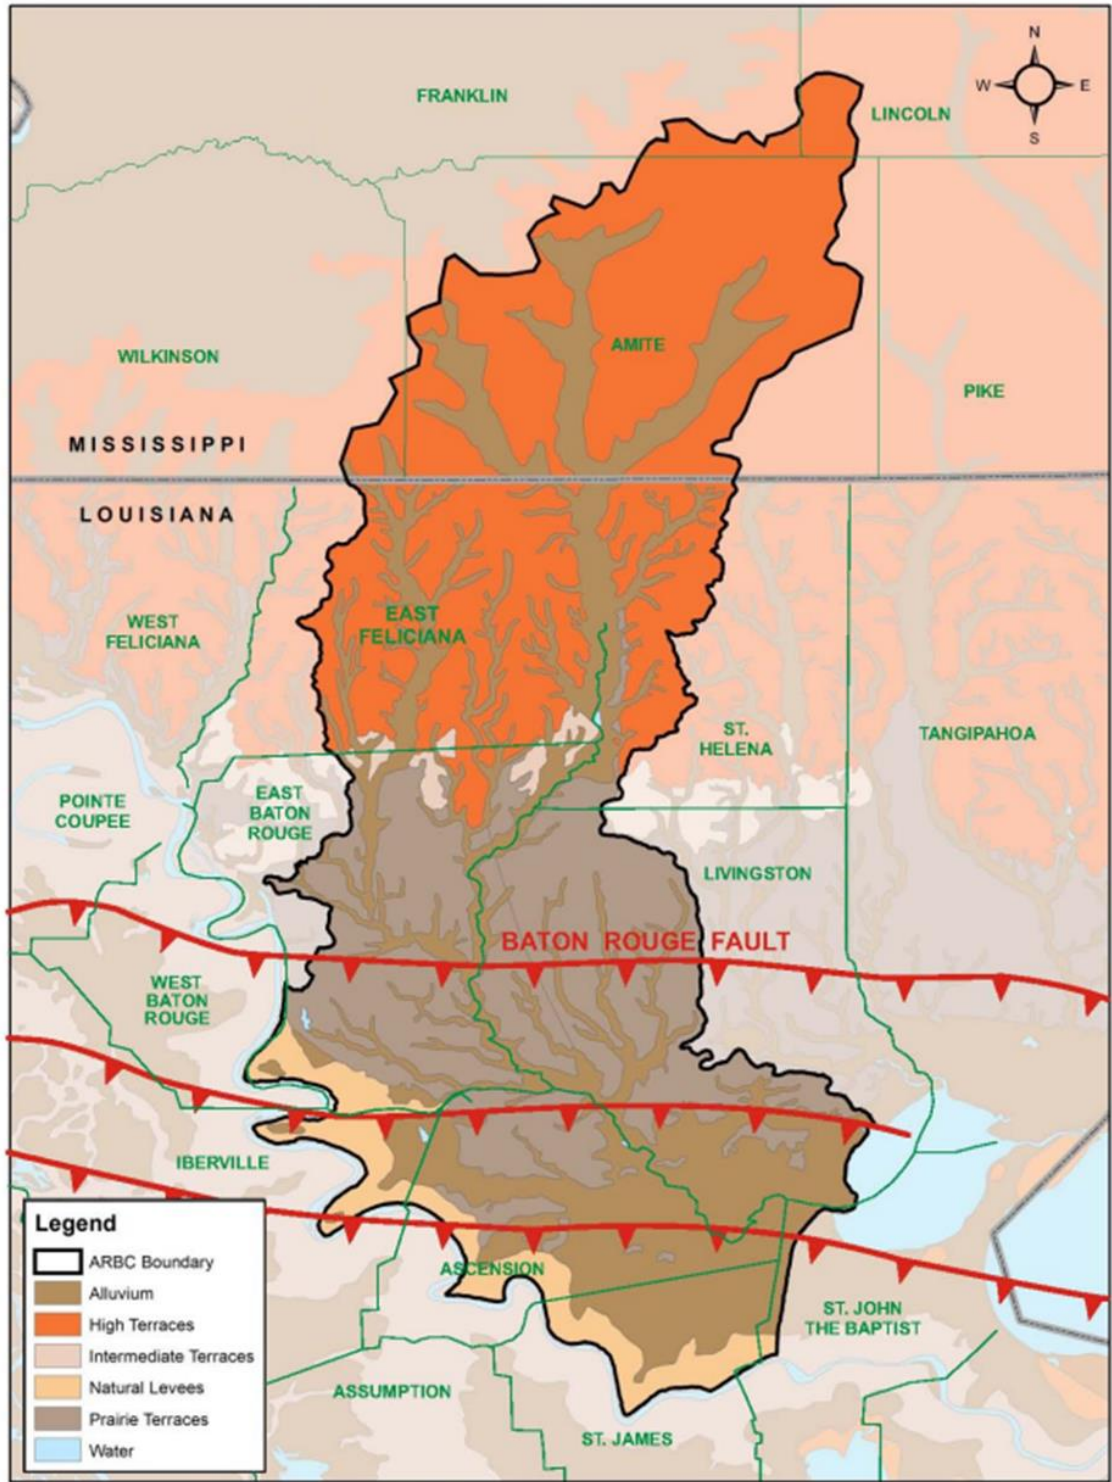 N
W E
S
FRANKLIN
LINCOLN
AMITE
WILKINSON
PIKE
MISSISSIPPI
LOUISIANA
WEST
FELICIANA
EAST
FELICIANA
ST.
HELENA
TANGIPAHOA
POINTE
COUPEE
EAST
BATON
ROUGE
LIVINGSTON
BATON ROUGE FAULT
WEST
BATON
ROUGE
IBERVILLE
ASCENSION
ST. JOHN
THE BAPTIST
ASSUMPTION
ST. JAMES
Legend
ARBC Boundary
Alluvium
High Terraces
Intermediate Terraces
Natural Levees
Prairie Terraces
Water